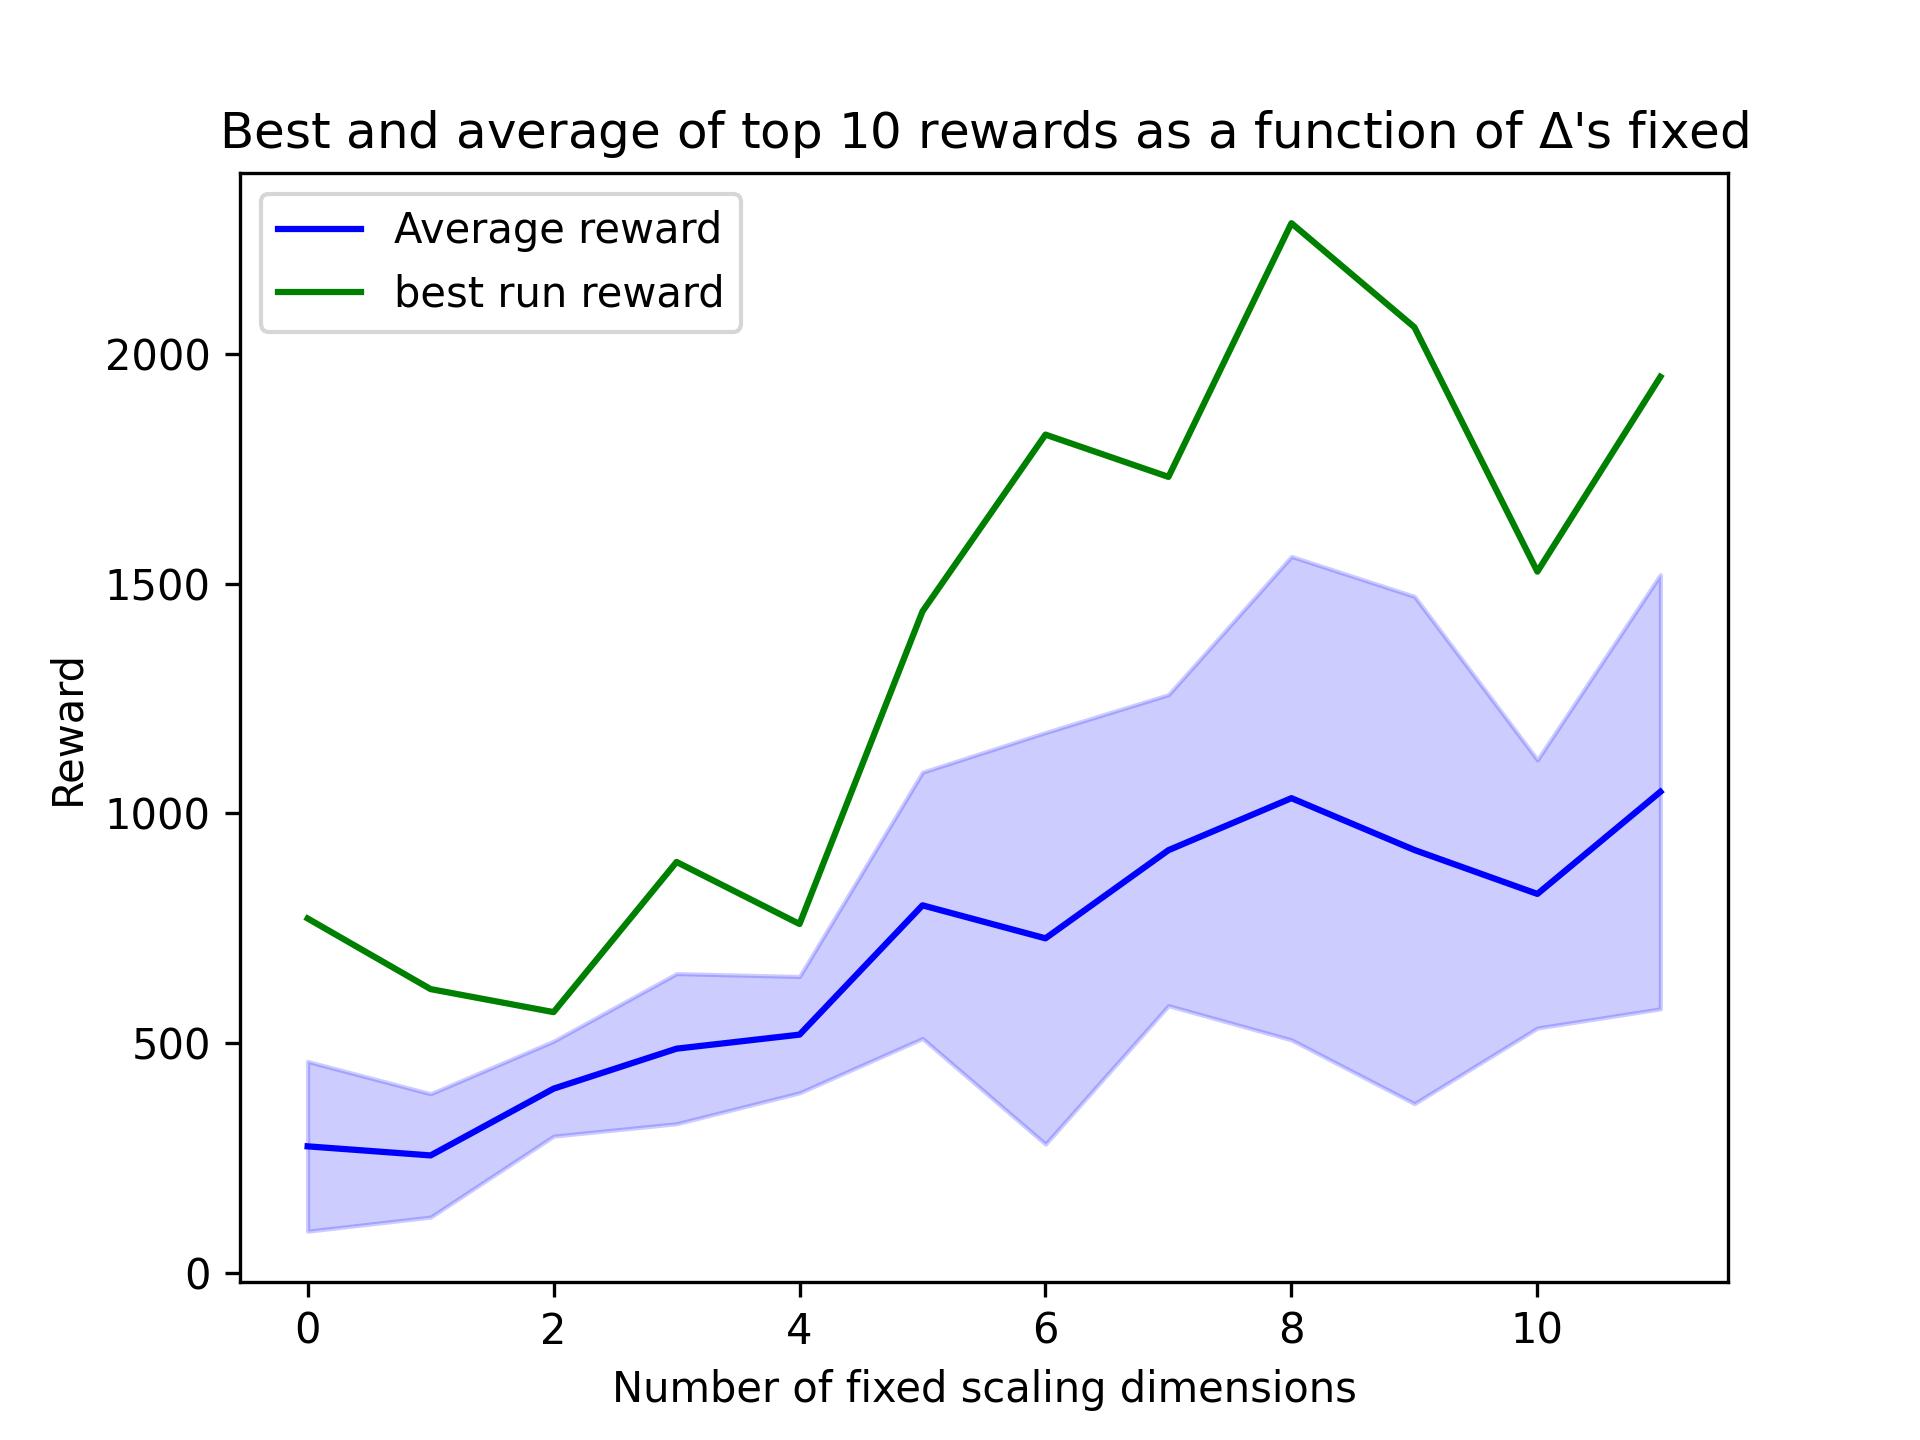 Best and average of top 10 rewards as a function of Δ's fixed
Average reward
best run reward
2000
1500
1000
500
0
Reward
0 2 4 6 8 10
Number of fixed scaling dimensions